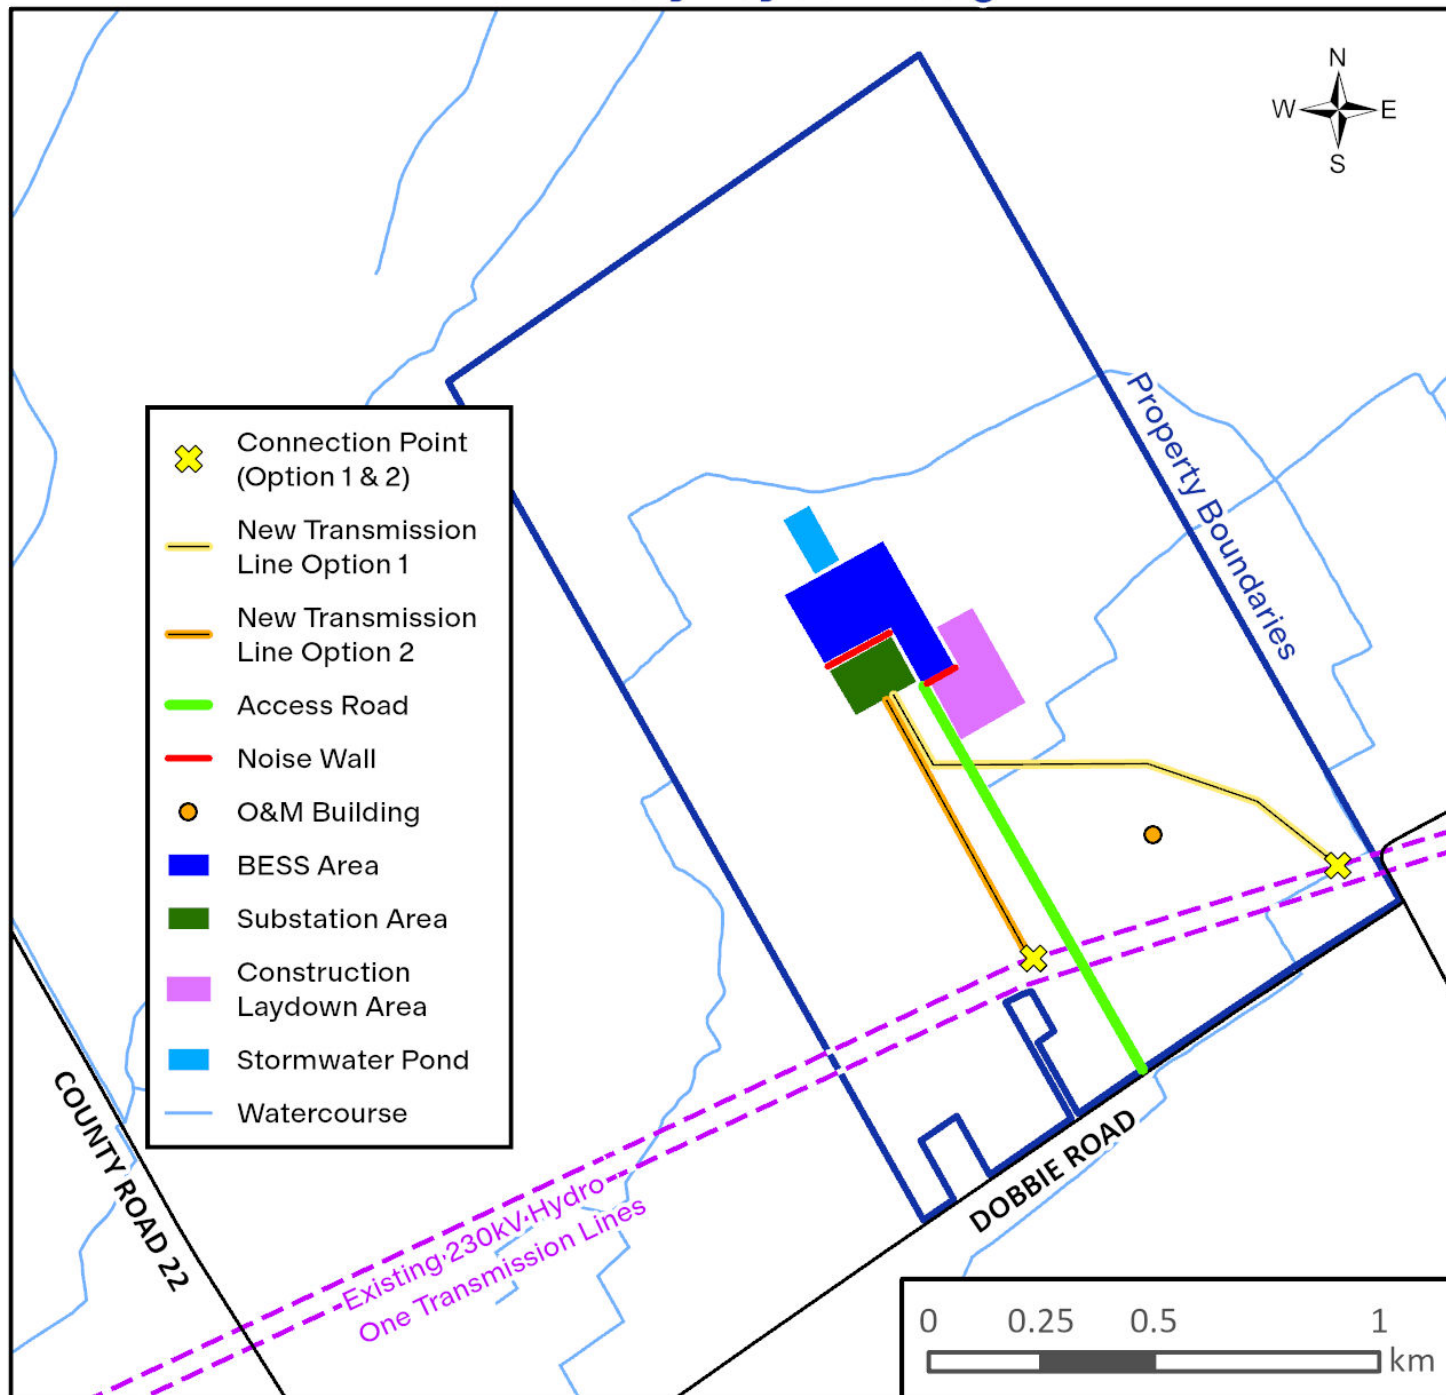 N
W E
S
Property Boundaries
Connection Point
(Option 1 & 2)
New Transmission
Line Option 1
New Transmission
Line Option 2
Access Road
Noise Wall
O&M Building
BESS Area
Substation Area
Construction
Laydown Area
Stormwater Pond
Watercourse
COUNTY ROAD 22
DOBBIE ROAD
Existing 230kV Hydro
One Transmission Lines
0 0.25 0.5 1
km